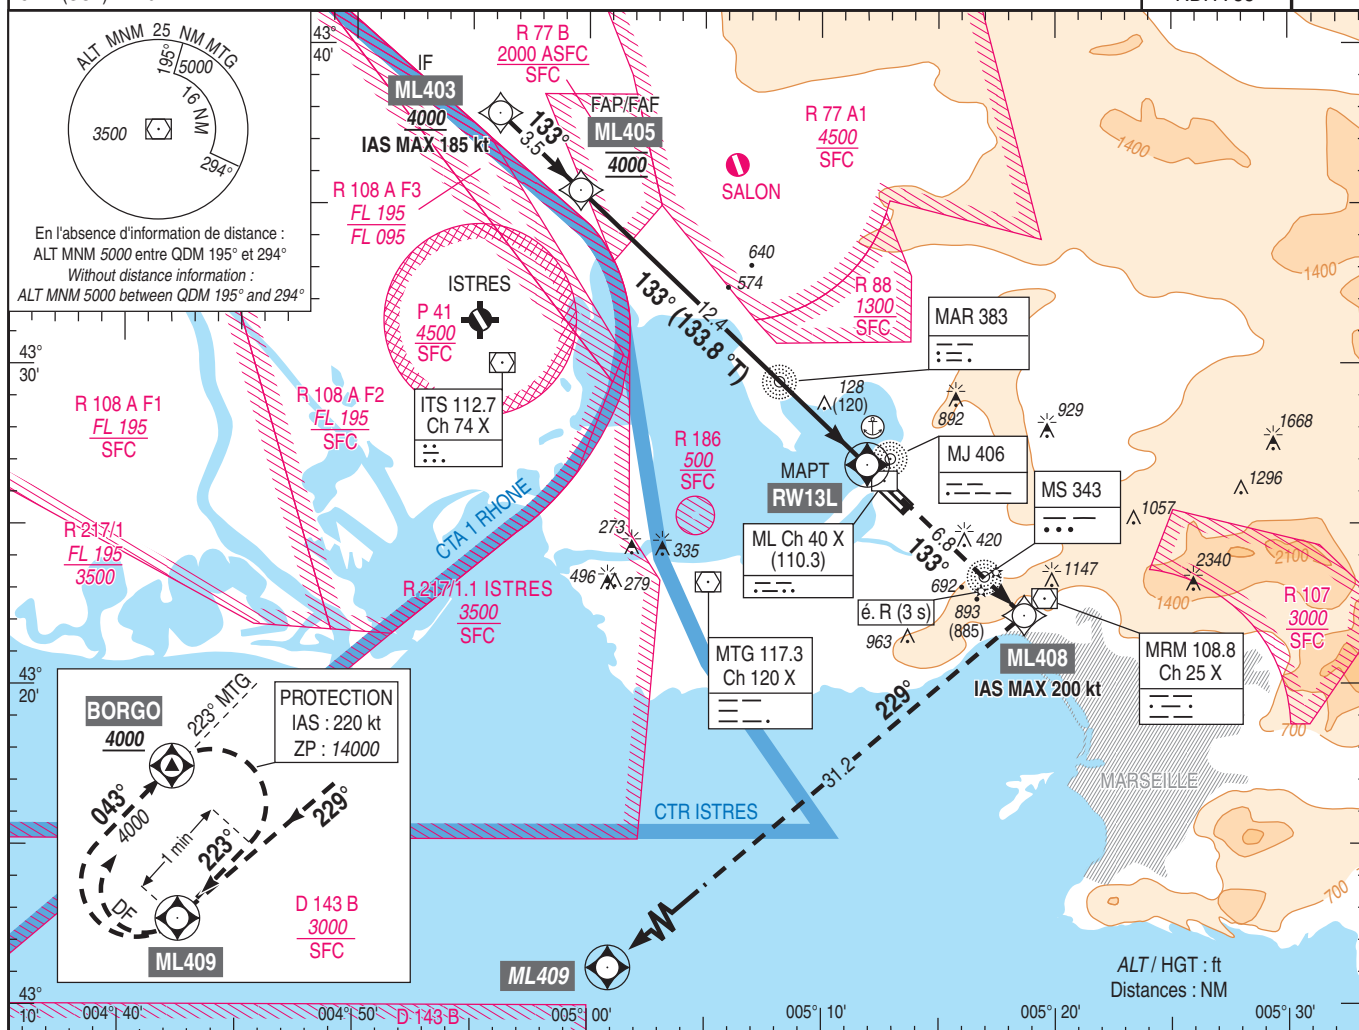 ALT MNM 25 NM MTG
195°
5000
16 NM
3500
294°
En l'absence d'information de distance :
ALT MNM 5000 entre QDM 195° et 294°
Without distance information :
ALT MNM 5000 between QDM 195° and 294°
43°
40'
IF
ML403
4000
IAS MAX 185 kt
R 77 B
2000 ASFC
SFC
133°
3.5
FAP/FAF
ML405
4000
R 77 A1
4500
SFC
SALON
1400
R 108 A F3
FL 195
FL 095
ISTRES
P 41
4500
SFC
640
574
133°
12.4
(133.8 °T)
R 88
1300
SFC
1400
MAR 383
43°
30'
ITS 112.7
Ch 74 X
R 108 A F1
FL 195
SFC
R 108 A F2
FL 195
SFC
128
(120)
892
929
1668
R 186
500
SFC
MAPT
RW13L
MJ 406
1296
MS 343
1057
R 217/1
FL 195
3500
CTA 1 RHONE
273
335
ML Ch 40 X
(110.3)
6.8
133°
420
2100
2340
1400
496
279
R 217/1.1 ISTRES
3500
SFC
692
1147
é. R (3 s)
893
(885)
963
R 107
3000
SFC
MTG 117.3
Ch 120 X
ML408
IAS MAX 200 kt
MRM 108.8
Ch 25 X
43°
20'
229°
700
31.2
MARSEILLE
BORGO
4000
223° MTG
PROTECTION
IAS : 220 kt
ZP : 14000
043°
4000
1 min
223°
229°
DF
ML409
D 143 B
3000
SFC
CTR ISTRES
700
ML409
ALT / HGT : ft
Distances : NM
43°
10'
004° 40'
004° 50'
D 143 B
005° 00'
005° 10'
005° 20'
005° 30'